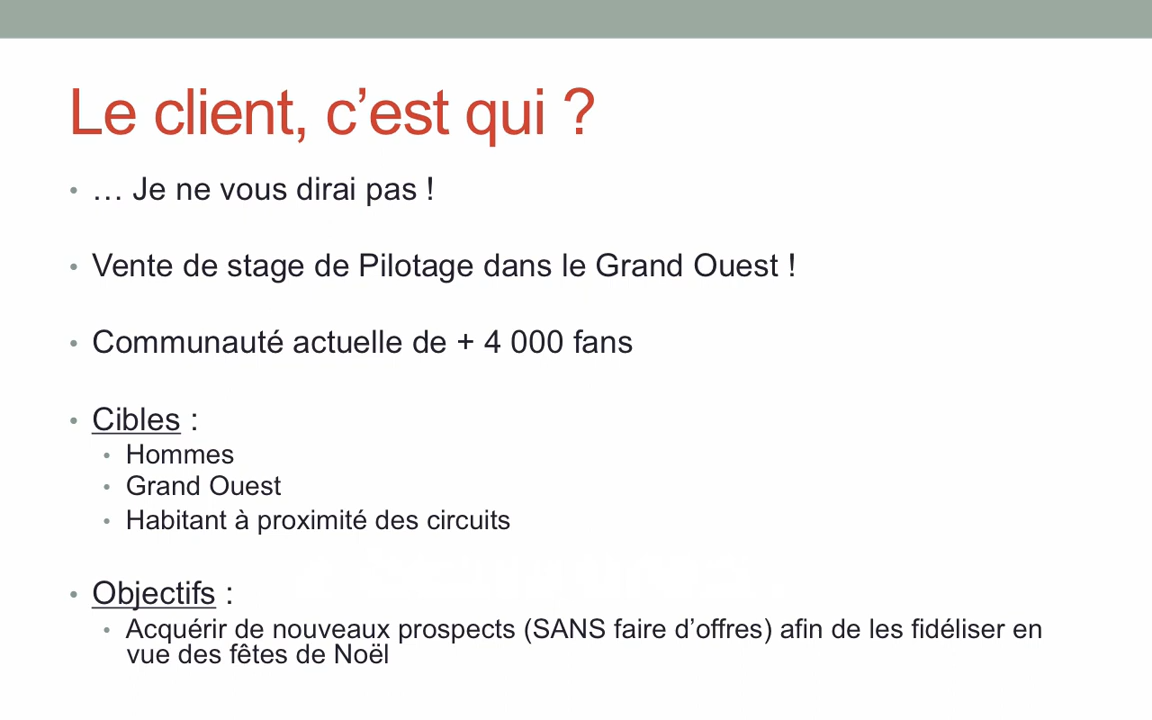 Le client, c’est qui ?
• … Je ne vous dirai pas !
• Vente de stage de Pilotage dans le Grand Ouest !
• Communauté actuelle de + 4 000 fans
• Cibles :
• Hommes
• Grand Ouest
• Habitant à proximité des circuits
• Objectifs :
• Acquérir de nouveaux prospects (SANS faire d’offres) afin de les fidéliser en
vue des fêtes de Noël